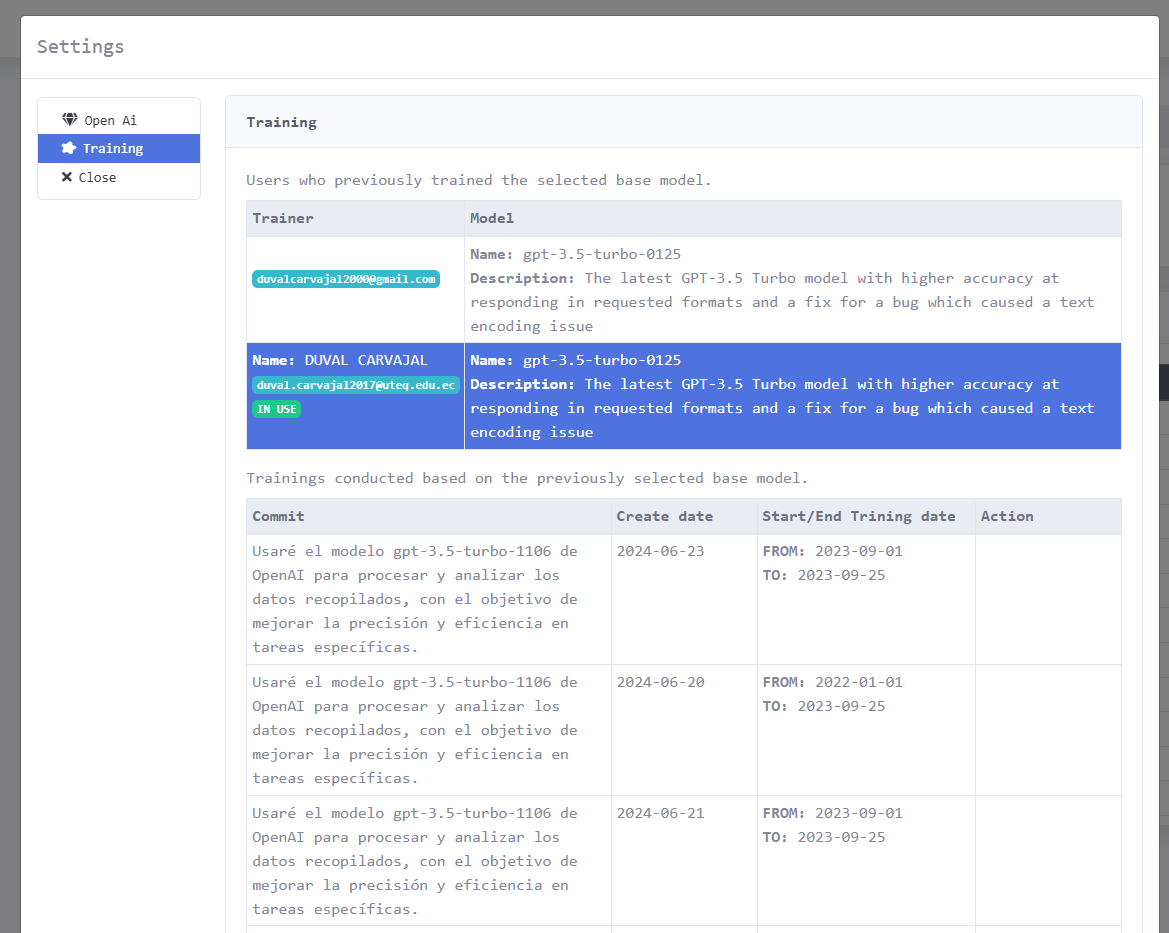 Settings
Open Ai
Training
Close
Training
Users who previously trained the selected base model.
Trainer Model
duvalcarvajal2000@gmail.com
Name: gpt-3.5-turbo-0125
Description: The latest GPT-3.5 Turbo model with higher accuracy at
responding in requested formats and a fix for a bug which caused a text
encoding issue
Name: DUVAL CARVAJAL
duval.carvajal2017@uteq.edu.ec
IN USE
Name: gpt-3.5-turbo-0125
Description: The latest GPT-3.5 Turbo model with higher accuracy at
responding in requested formats and a fix for a bug which caused a text
encoding issue
Trainings conducted based on the previously selected base model.
Commit Create date Start/End Trining date Action
Usaré el modelo gpt-3.5-turbo-1106 de
OpenAI para procesar y analizar los
datos recopilados, con el objetivo de
mejorar la precisión y eficiencia en
tareas específicas.
2024-06-23
FROM: 2023-09-01
TO: 2023-09-25
Usaré el modelo gpt-3.5-turbo-1106 de
OpenAI para procesar y analizar los
datos recopilados, con el objetivo de
mejorar la precisión y eficiencia en
tareas específicas.
2024-06-20
FROM: 2022-01-01
TO: 2023-09-25
Usaré el modelo gpt-3.5-turbo-1106 de
OpenAI para procesar y analizar los
datos recopilados, con el objetivo de
mejorar la precisión y eficiencia en
tareas específicas.
2024-06-21
FROM: 2023-09-01
TO: 2023-09-25